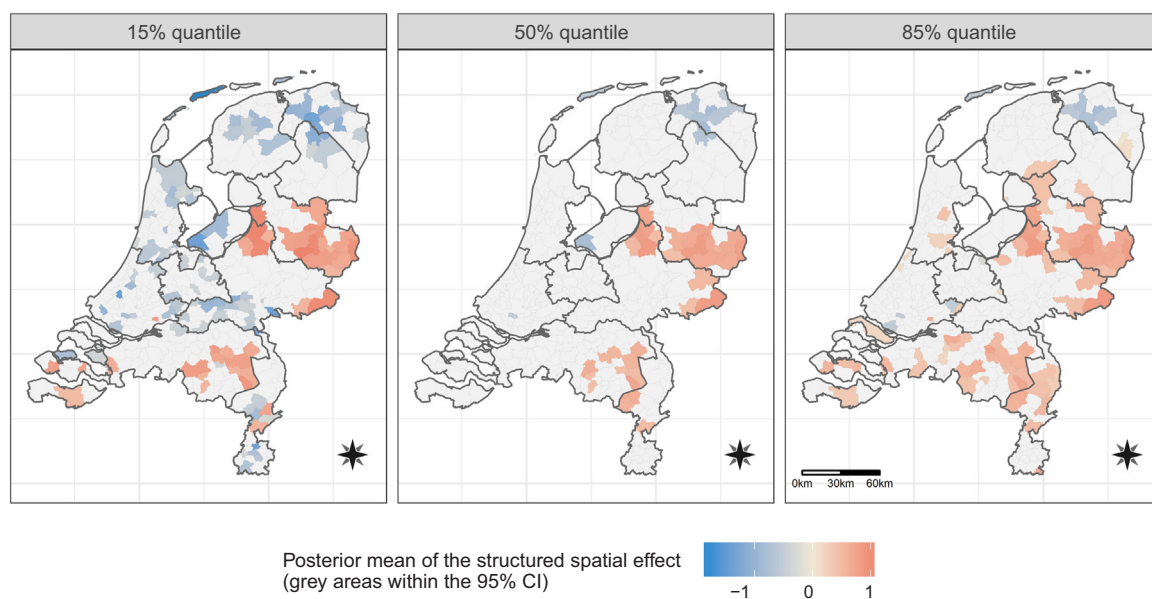 15% quantile
50% quantile
85% quantile
0km 30km 60km
Posterior mean of the structured spatial effect
(grey areas within the 95% CI)
−1 0 1